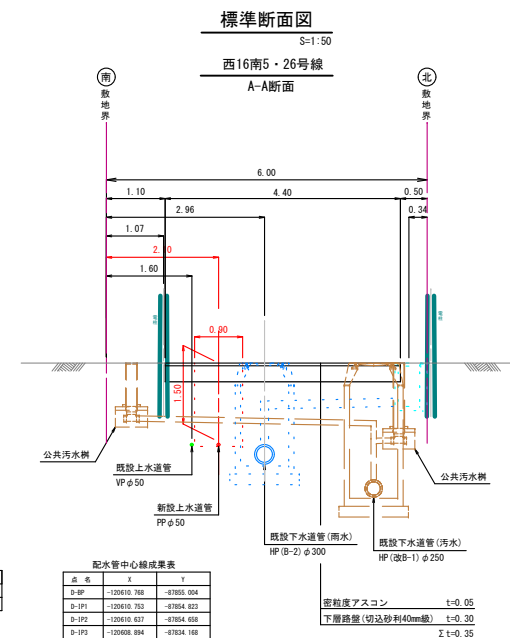 標準断面図
S=1:50
西16南5・26号線
A-A断面
南
敷地界
北
敷地界
6.00
1.10
4.40
0.50
2.96
0.34
1.07
1.60
0.90
1.50
公共汚水桝
既設上水道管
VPφ50
新設上水道管
PPφ50
既設下水道管(雨水)
HP(B-2)φ300
既設下水道管(汚水)
HP(改B-1)φ250
公共汚水桝
密粒度アスコン t=0.05
下層路盤(切込砂利40mm級) t=0.30
Σt=0.35
配水管中心線成果表
点 名 X Y
D-BP -120610.768 -87855.004
D-IP1 -120610.753 -87854.823
D-IP2 -120610.637 -87854.658
D-IP3 -120608.894 -87834.168